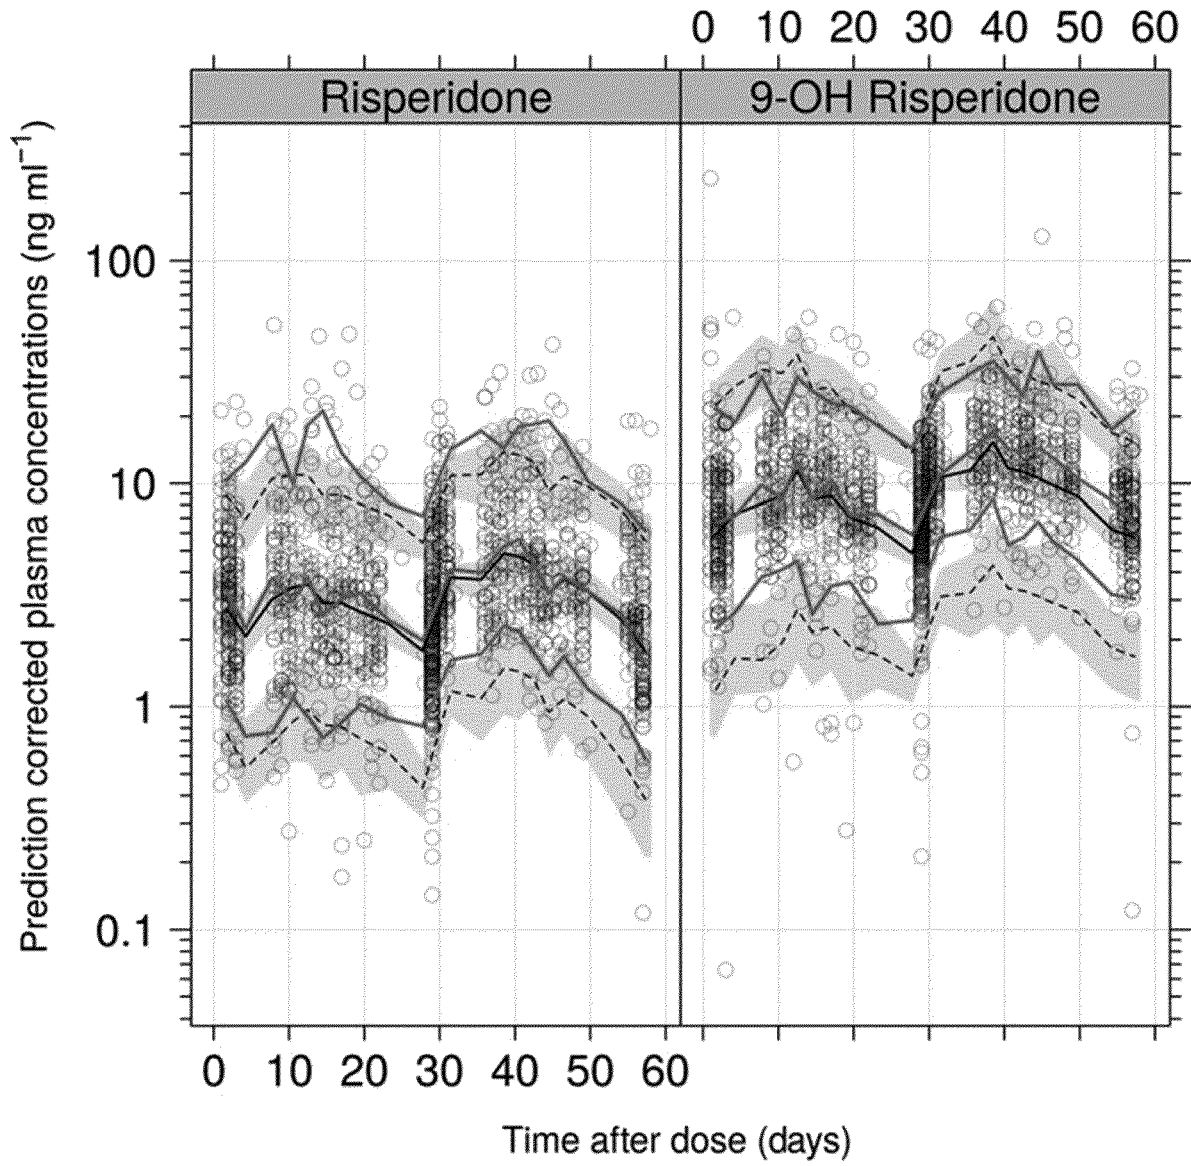 0 10 20 30 40 50 60
Risperidone
9-OH Risperidone
Prediction corrected plasma concentrations (ng ml⁻¹)
100
10
1
0.1
0 10 20 30 40 50 60
Time after dose (days)